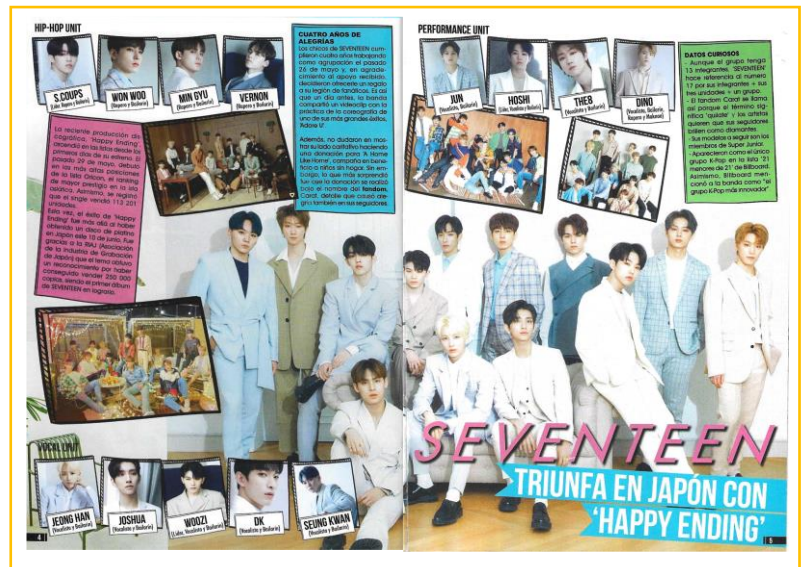 HIP-HOP UNIT
S.COUPS
(Líder, Rapero y Bailarín)
WON WOO
(Rapero y Bailarín)
MIN GYU
(Rapero y Bailarín)
VERNON
(Rapero y Bailarín)
La reciente producción dis-
cográfica, 'Happy Ending'
ascendió en las listas desde los
primeros días de su estreno. El
pasado 29 de mayo, debutó
en las más altas posiciones
de la lista Oricon, el ranking
de mayor prestigio en la isla
asiática. Asimismo, se registró
que el single vendió 113 201
unidades.
Esta vez, el éxito de 'Happy
Ending' fue más allá al haber
obtenido un disco de platino
en Japón este 10 de junio. Fue
gracias a la RIAJ (Asociación
de la Industria de Grabación
de Japón) que el tema obtuvo
un reconocimiento por haber
conseguido vender 250 000
copias, siendo el primer álbum
de SEVENTEEN en lograrlo.
CUATRO AÑOS DE
ALEGRÍAS
Los chicos de SEVENTEEN cum-
plieron cuatro años trabajando
como agrupación el pasado
26 de mayo y, en agrade-
cimiento al apoyo recibido,
decidieron ofrecerle un regalo
a su legión de fanáticos. Es así
que un día antes, la banda
compartió un videoclip con la
práctica de la coreografía de
uno de sus más grandes éxitos,
'Adore U'.
Además, no dudaron en mos-
trar su lado caritativo haciendo
una donación para 'A Home
Like Home', campaña en bene-
ficio a niños sin hogar. Sin em-
bargo, lo que más sorprendió
fue que la donación se realizó
bajo el nombre del fandom,
Carat, detalle que causó ale-
gría también en sus seguidores.
VOCAL UNIT
JEONG HAN
(Vocalista y Bailarín)
JOSHUA
(Vocalista y Bailarín)
WOOZI
(Líder, Vocalista y Bailarín)
DK
(Vocalista y Bailarín)
SEUNG KWAN
(Vocalista y Bailarín)
4
PERFORMANCE UNIT
JUN
(Vocalista, Bailarín)
HOSHI
(Líder, Vocalista y Bailarín)
THE8
(Vocalista, Bailarín)
DINO
(Vocalista, Bailarín,
Rapero y Maknae)
DATOS CURIOSOS
- Aunque el grupo tenga
13 integrantes, 'SEVENTEEN'
hace referencia al número
17 por sus integrantes + sus
tres unidades + un grupo.
- El fandom Carat se llama
así porque el término sig-
nifica 'quilate' y los artistas
quieren que sus seguidores
brillen como diamantes.
- Sus modelos a seguir son los
miembros de Super Junior.
- Aparecieron como el único
grupo K-Pop en la lista '21
menores de 21' de Billboard.
Asimismo, Billboard men-
cionó a la banda como "el
grupo K-Pop más innovador".
SEVENTEEN
TRIUNFA EN JAPÓN CON
'HAPPY ENDING'
5